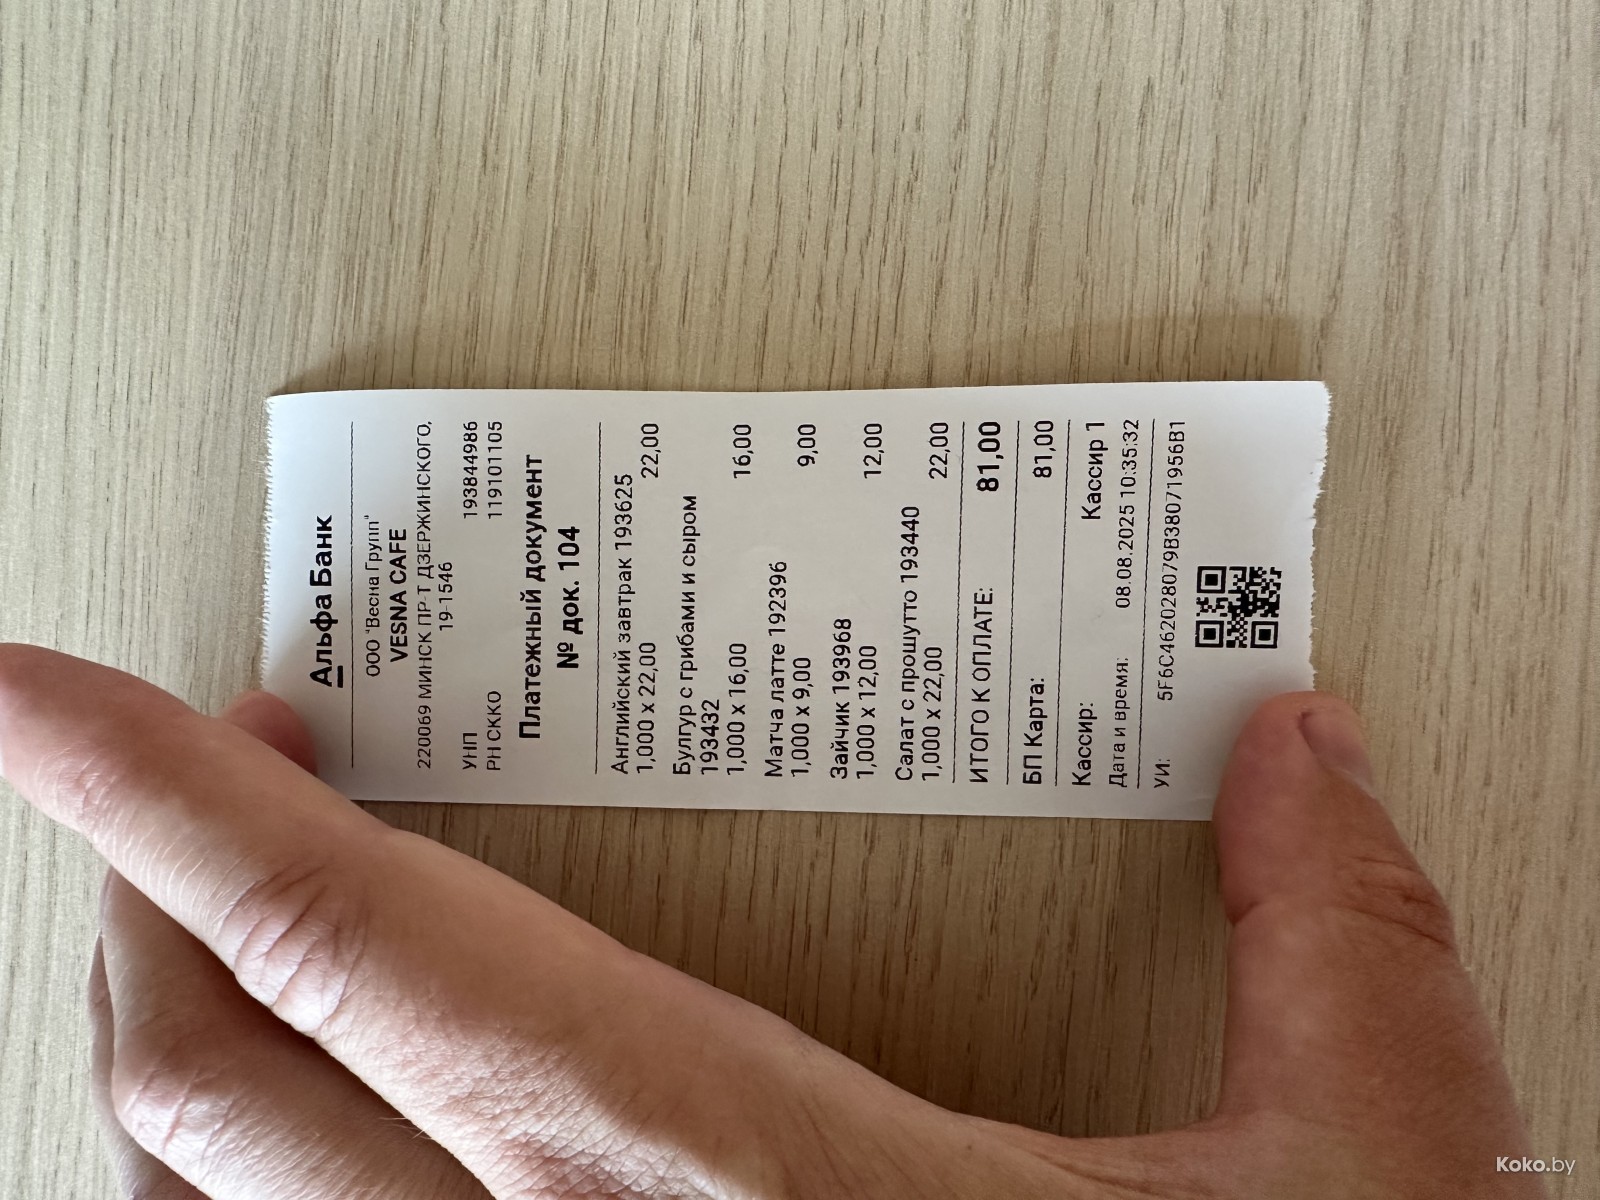 Альфа Банк
ООО "Весна Групп"
VESNA CAFE
220069 МИНСК ПР-Т ДЗЕРЖИНСКОГО,
19-1546
УНП 193844986
РН СККО 119101105
Платежный документ
№ док. 104
Английский завтрак 193625
1,000 x 22,00 22,00
Булгур с грибами и сыром
193432
1,000 x 16,00 16,00
Матча латте 192396
1,000 x 9,00 9,00
Зайчик 193968
1,000 x 12,00 12,00
Салат с прошутто 193440
1,000 x 22,00 22,00
ИТОГО К ОПЛАТЕ: 81,00
БП Карта: 81,00
Кассир: Кассир 1
Дата и время: 08.08.2025 10:35:32
УИ: 5F6C462028079B38071956B1
Koko.by